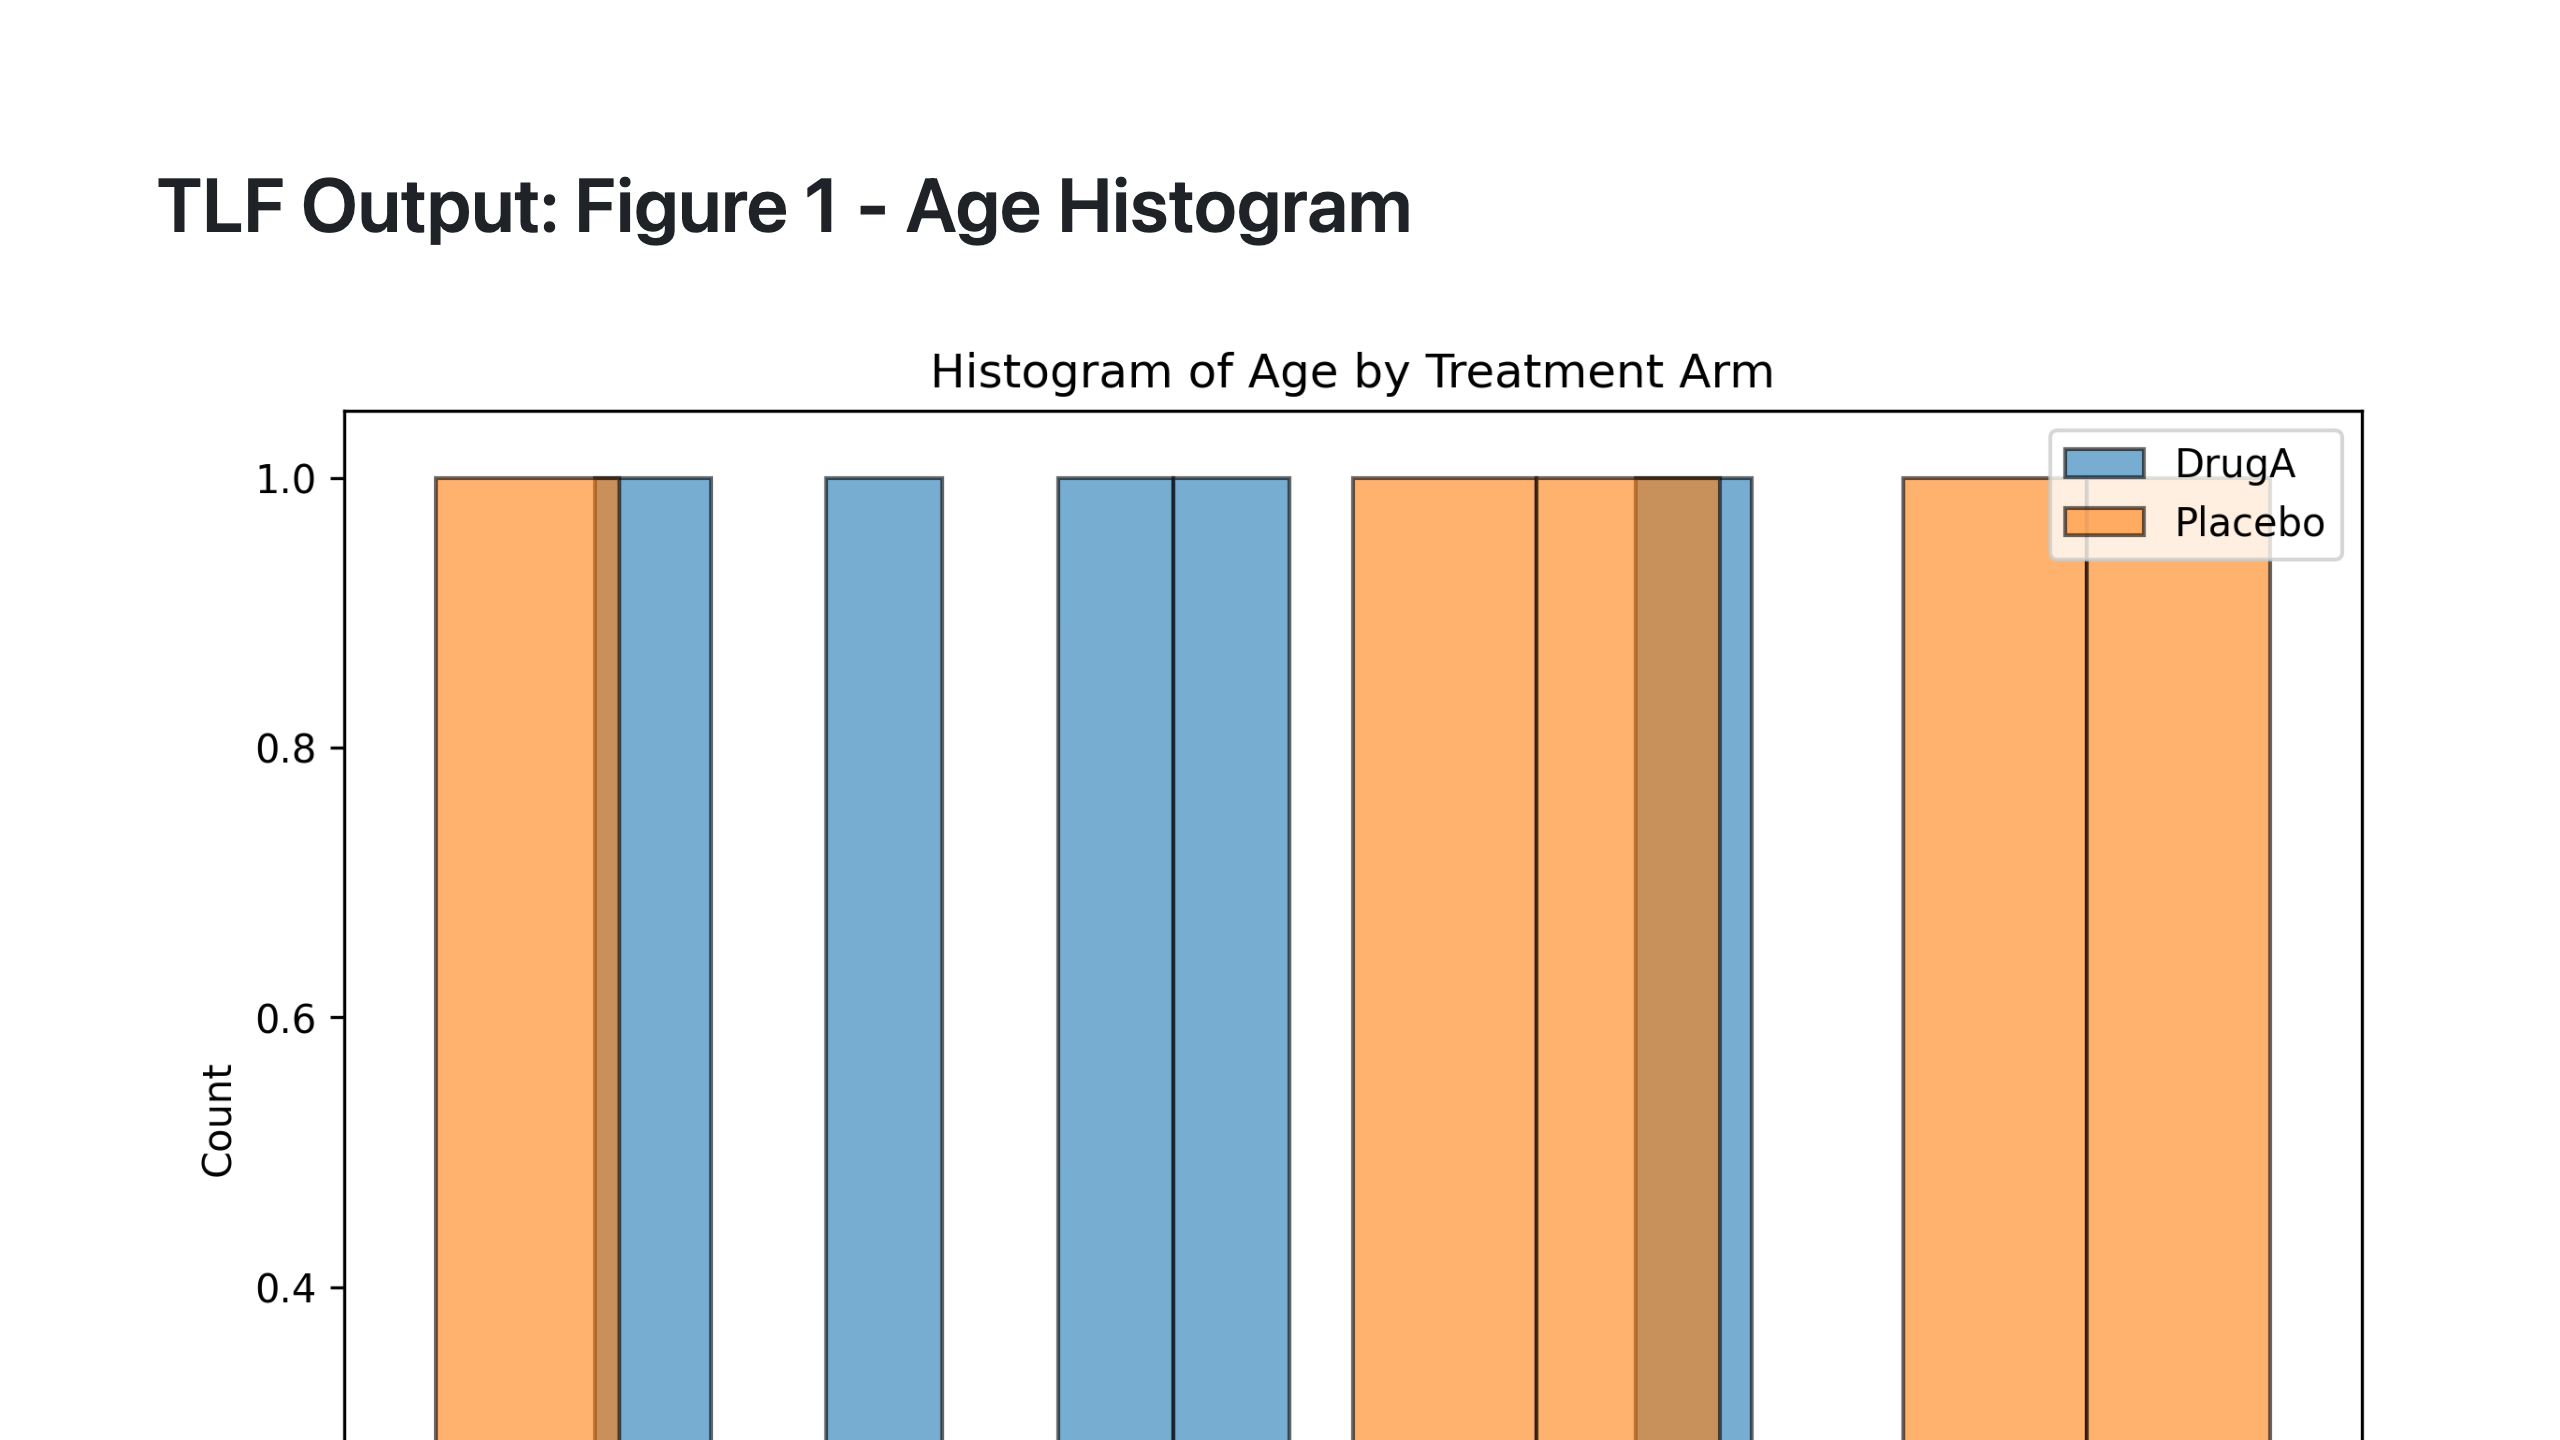 TLF Output: Figure 1 - Age Histogram
Histogram of Age by Treatment Arm
DrugA
Placebo
1.0
0.8
0.6
0.4
Count